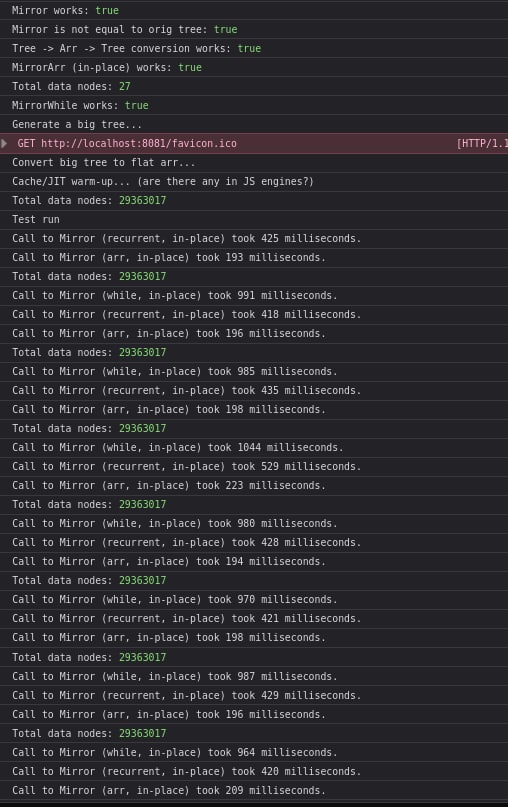 Mirror works: true
Mirror is not equal to orig tree: true
Tree -> Arr -> Tree conversion works: true
MirrorArr (in-place) works: true
Total data nodes: 27
MirrorWhile works: true
Generate a big tree...
GET http://localhost:8081/favicon.ico [HTTP/1.1
Convert big tree to flat arr...
Cache/JIT warm-up... (are there any in JS engines?)
Total data nodes: 29363017
Test run
Call to Mirror (recurrent, in-place) took 425 milliseconds.
Call to Mirror (arr, in-place) took 193 milliseconds.
Total data nodes: 29363017
Call to Mirror (while, in-place) took 991 milliseconds.
Call to Mirror (recurrent, in-place) took 418 milliseconds.
Call to Mirror (arr, in-place) took 196 milliseconds.
Total data nodes: 29363017
Call to Mirror (while, in-place) took 985 milliseconds.
Call to Mirror (recurrent, in-place) took 435 milliseconds.
Call to Mirror (arr, in-place) took 198 milliseconds.
Total data nodes: 29363017
Call to Mirror (while, in-place) took 1044 milliseconds.
Call to Mirror (recurrent, in-place) took 529 milliseconds.
Call to Mirror (arr, in-place) took 223 milliseconds.
Total data nodes: 29363017
Call to Mirror (while, in-place) took 980 milliseconds.
Call to Mirror (recurrent, in-place) took 428 milliseconds.
Call to Mirror (arr, in-place) took 194 milliseconds.
Total data nodes: 29363017
Call to Mirror (while, in-place) took 970 milliseconds.
Call to Mirror (recurrent, in-place) took 421 milliseconds.
Call to Mirror (arr, in-place) took 198 milliseconds.
Total data nodes: 29363017
Call to Mirror (while, in-place) took 987 milliseconds.
Call to Mirror (recurrent, in-place) took 429 milliseconds.
Call to Mirror (arr, in-place) took 196 milliseconds.
Total data nodes: 29363017
Call to Mirror (while, in-place) took 964 milliseconds.
Call to Mirror (recurrent, in-place) took 420 milliseconds.
Call to Mirror (arr, in-place) took 209 milliseconds.